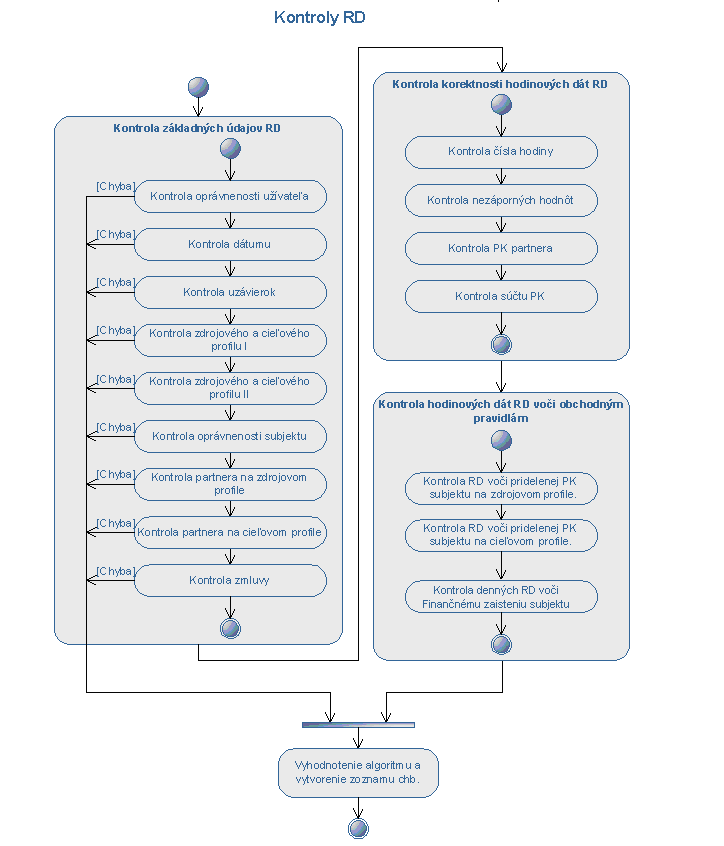 Kontroly RD
Kontrola základných údajov RD
[Chyba]
Kontrola oprávnenosti užívateľa
[Chyba]
Kontrola dátumu
[Chyba]
Kontrola uzávierok
[Chyba]
Kontrola zdrojového a cieľového
profilu I
[Chyba]
Kontrola zdrojového a cieľového
profilu II
[Chyba]
Kontrola oprávnenosti subjektu
[Chyba]
Kontrola partnera na zdrojovom
profile
[Chyba]
Kontrola partnera na cieľovom profile
[Chyba]
Kontrola zmluvy
Kontrola korektnosti hodinových dát RD
Kontrola čísla hodiny
Kontrola nezáporných hodnôt
Kontrola PK partnera
Kontrola súčtu PK
Kontrola hodinových dát RD voči obchodným
pravidlám
Kontrola RD voči pridelenej PK
subjektu na zdrojovom profile.
Kontrola RD voči pridelenej PK
subjektu na cieľovom profile.
Kontrola denných RD voči
Finančnému zaisteniu subjektu
Vyhodnotenie algoritmu a
vytvorenie zoznamu chb.